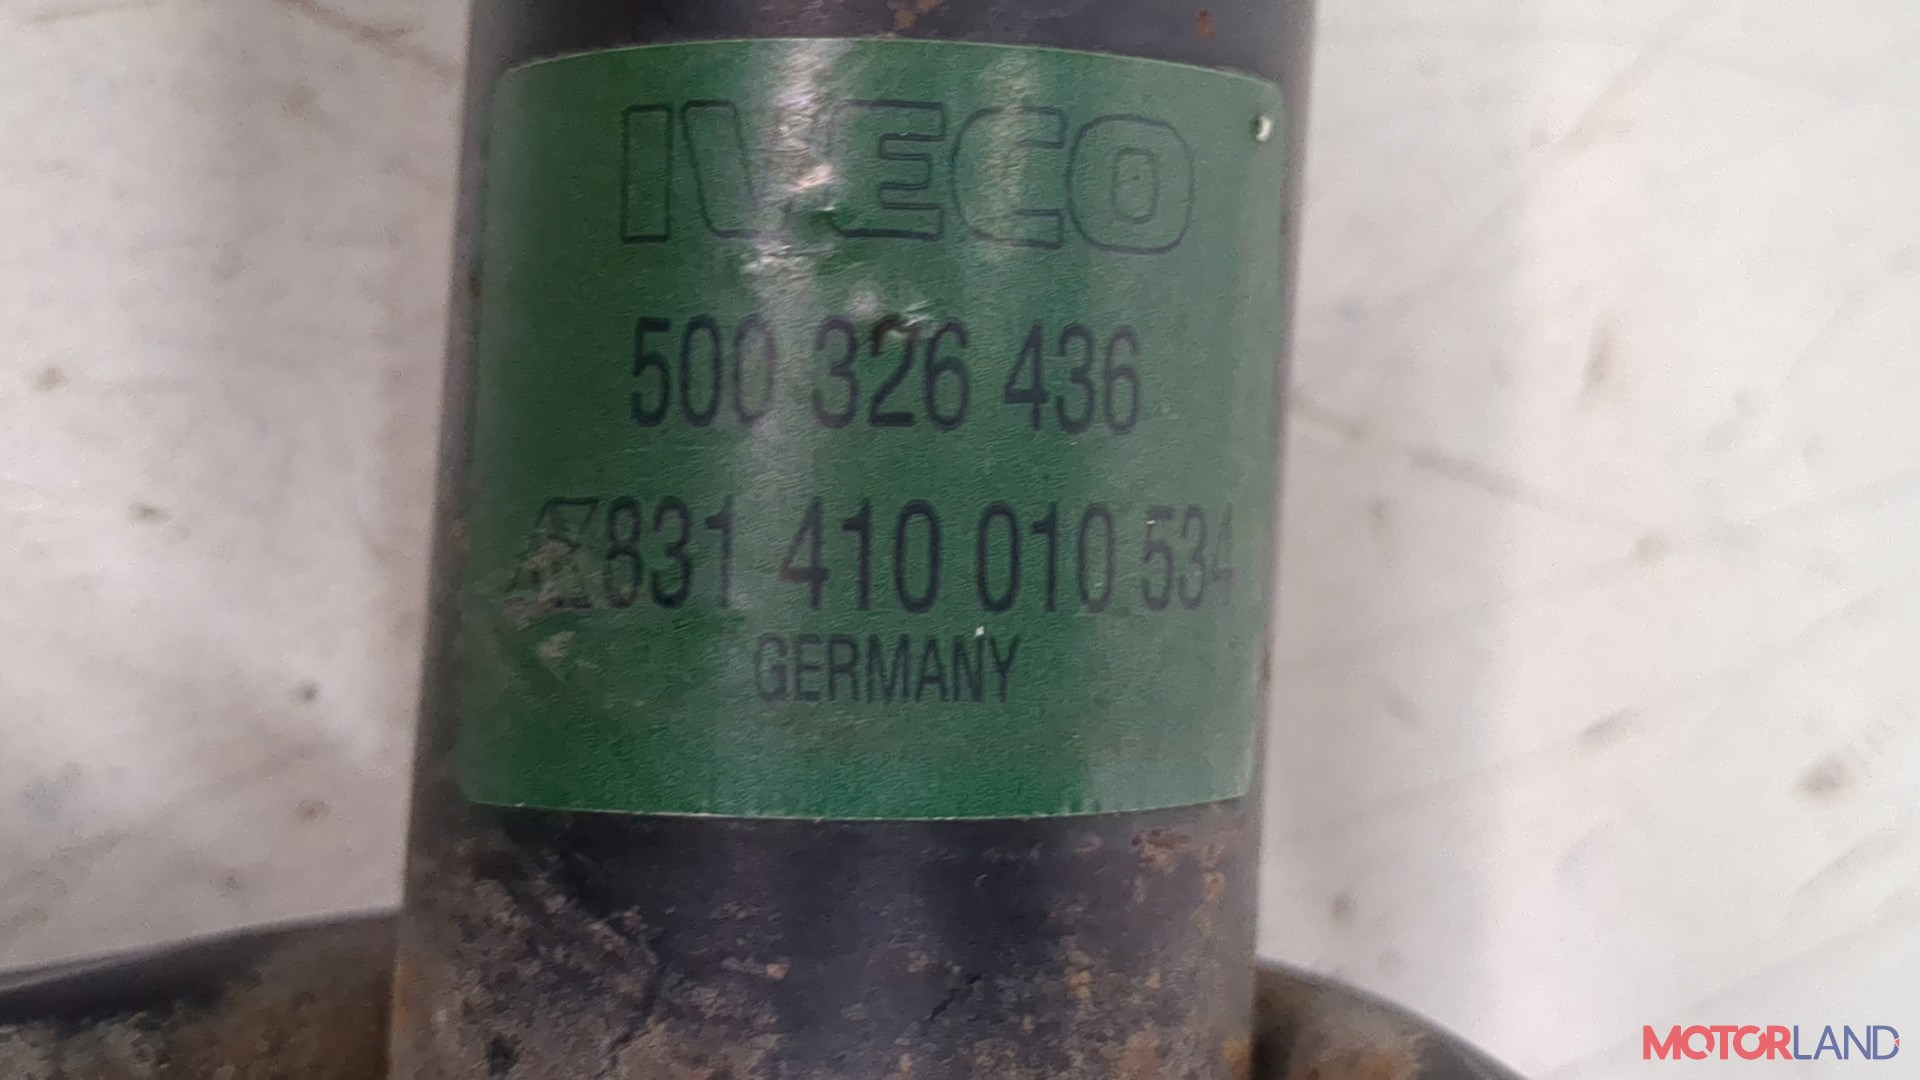 IVECO
500 326 436
831 410 010 534
GERMANY
MOTORLAND